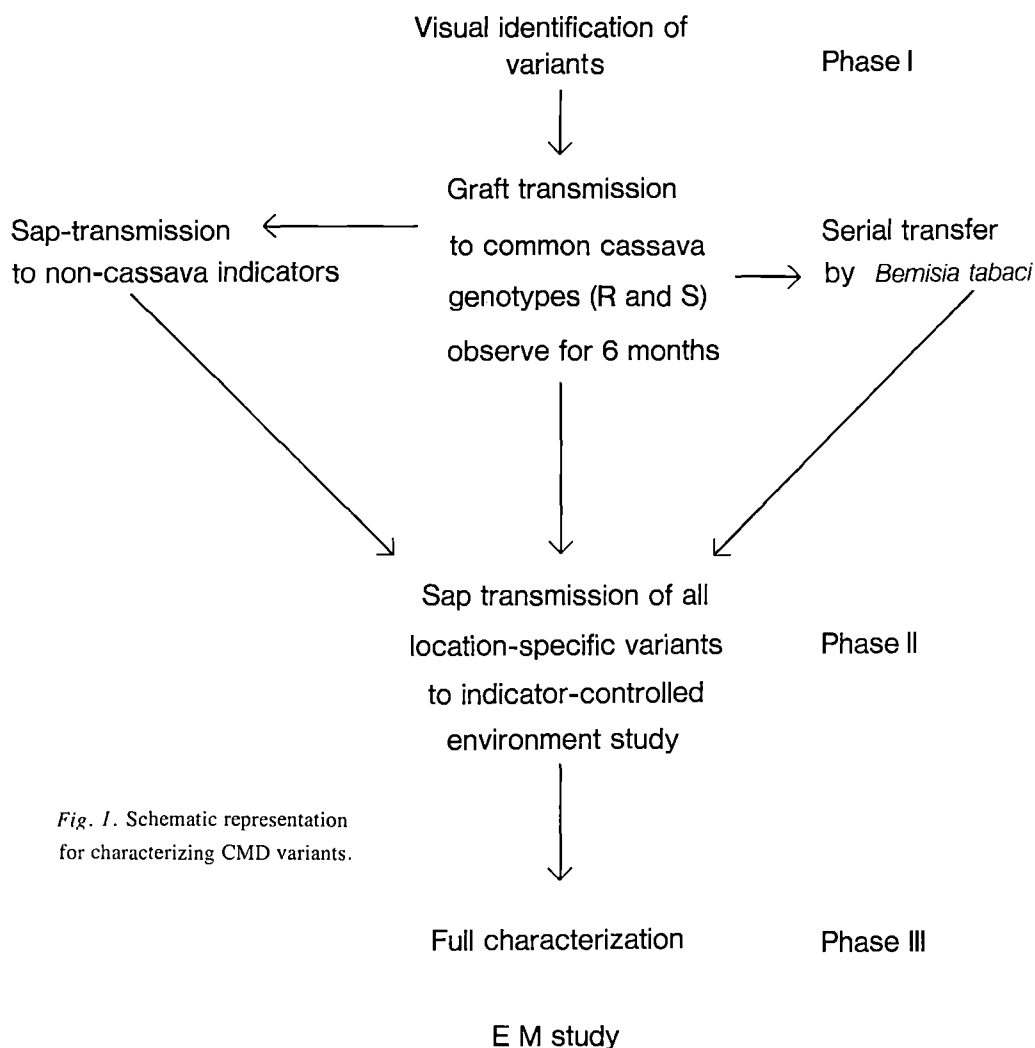 Visual identification of
variants
Phase I
Graft transmission
to common cassava
genotypes (R and S)
observe for 6 months
Sap-transmission
to non-cassava indicators
Serial transfer
by Bemisia tabaci
Sap transmission of all
location-specific variants
to indicator-controlled
environment study
Phase II
Fig. 1. Schematic representation
for characterizing CMD variants.
Full characterization
Phase III
E M study